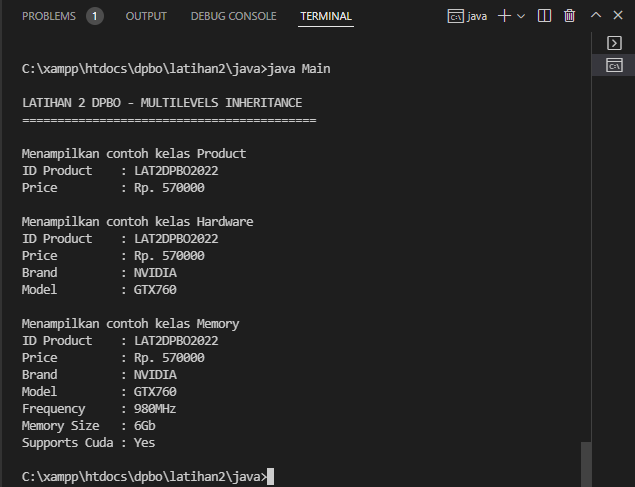 PROBLEMS 1 OUTPUT DEBUG CONSOLE TERMINAL java
C:\xampp\htdocs\dpbo\latihan2\java>java Main
LATIHAN 2 DPBO - MULTILEVELS INHERITANCE
==========================================
Menampilkan contoh kelas Product
ID Product : LAT2DPBO2022
Price : Rp. 570000
Menampilkan contoh kelas Hardware
ID Product : LAT2DPBO2022
Price : Rp. 570000
Brand : NVIDIA
Model : GTX760
Menampilkan contoh kelas Memory
ID Product : LAT2DPBO2022
Price : Rp. 570000
Brand : NVIDIA
Model : GTX760
Frequency : 980MHz
Memory Size : 6Gb
Supports Cuda : Yes
C:\xampp\htdocs\dpbo\latihan2\java>